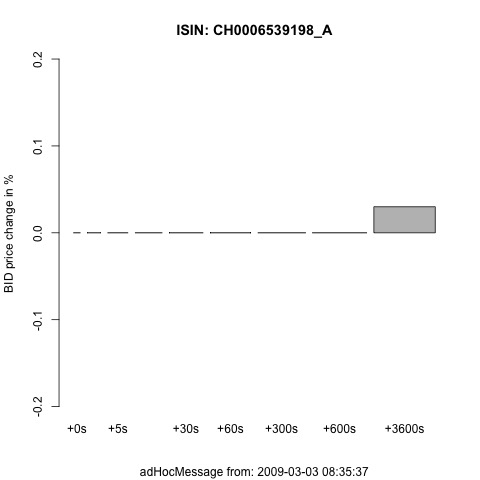 ISIN: CH0006539198_A
BID price change in %
0.2
0.1
0.0
-0.1
-0.2
+0s +5s +30s +60s +300s +600s +3600s
adHocMessage from: 2009-03-03 08:35:37